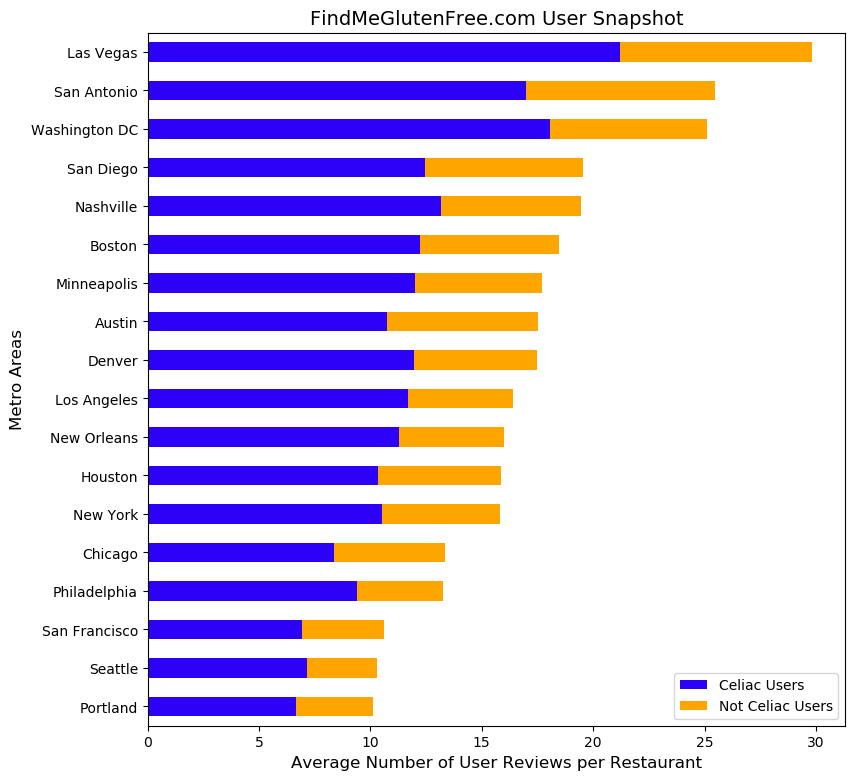 FindMeGlutenFree.com User Snapshot
Las Vegas
San Antonio
Washington DC
San Diego
Nashville
Boston
Minneapolis
Austin
Denver
Los Angeles
New Orleans
Houston
New York
Chicago
Philadelphia
San Francisco
Seattle
Portland
Metro Areas
Celiac Users
Not Celiac Users
0 5 10 15 20 25 30
Average Number of User Reviews per Restaurant